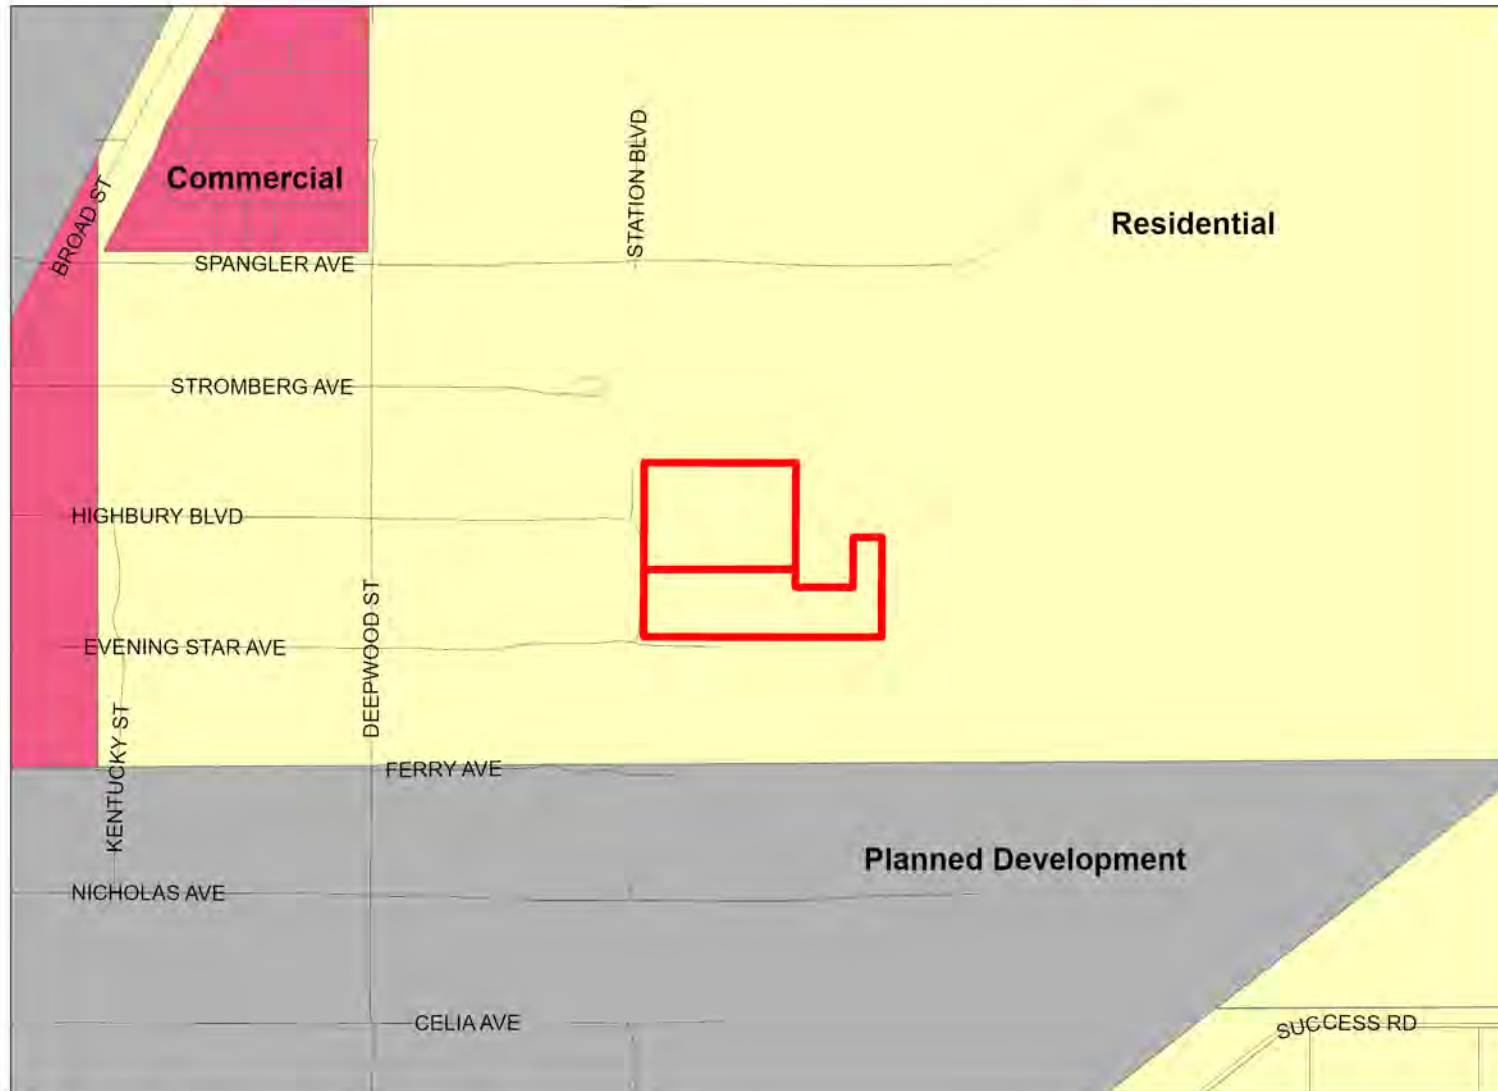 STATION BLVD
Commercial
BROAD ST
Residential
SPANGLER AVE
STROMBERG AVE
HIGHBURY BLVD
DEEPWOOD ST
EVENING STAR AVE
KENTUCKY ST
FERRY AVE
Planned Development
NICHOLAS AVE
CELIA AVE
SUCCESS RD